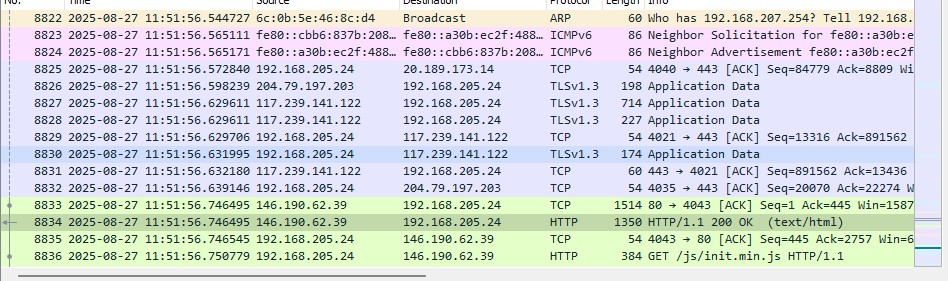 No. Time Source Destination Protocol Length Info
8822 2025-08-27 11:51:56.544727 6c:0b:5e:46:8c:d4 Broadcast ARP 60 Who has 192.168.207.254? Tell 192.168.
8823 2025-08-27 11:51:56.565111 fe80::cbb6:837b:208… fe80::a30b:ec2f:488… ICMPv6 86 Neighbor Solicitation for fe80::a30b:e
8824 2025-08-27 11:51:56.565171 fe80::a30b:ec2f:488… fe80::cbb6:837b:208… ICMPv6 86 Neighbor Advertisement fe80::a30b:ec2f
8825 2025-08-27 11:51:56.572840 192.168.205.24 20.189.173.14 TCP 54 4040 → 443 [ACK] Seq=84779 Ack=8809 Wi
8826 2025-08-27 11:51:56.598239 204.79.197.203 192.168.205.24 TLSv1.3 198 Application Data
8827 2025-08-27 11:51:56.629611 117.239.141.122 192.168.205.24 TLSv1.3 714 Application Data
8828 2025-08-27 11:51:56.629611 117.239.141.122 192.168.205.24 TLSv1.3 227 Application Data
8829 2025-08-27 11:51:56.629706 192.168.205.24 117.239.141.122 TCP 54 4021 → 443 [ACK] Seq=13316 Ack=891562
8830 2025-08-27 11:51:56.631995 192.168.205.24 117.239.141.122 TLSv1.3 174 Application Data
8831 2025-08-27 11:51:56.632180 117.239.141.122 192.168.205.24 TCP 60 443 → 4021 [ACK] Seq=891562 Ack=13436
8832 2025-08-27 11:51:56.639146 192.168.205.24 204.79.197.203 TCP 54 4035 → 443 [ACK] Seq=20070 Ack=22274 W
8833 2025-08-27 11:51:56.746495 146.190.62.39 192.168.205.24 TCP 1514 80 → 4043 [ACK] Seq=1 Ack=445 Win=1587
8834 2025-08-27 11:51:56.746495 146.190.62.39 192.168.205.24 HTTP 1350 HTTP/1.1 200 OK (text/html)
8835 2025-08-27 11:51:56.746545 192.168.205.24 146.190.62.39 TCP 54 4043 → 80 [ACK] Seq=445 Ack=2757 Win=6
8836 2025-08-27 11:51:56.750779 192.168.205.24 146.190.62.39 HTTP 384 GET /js/init.min.js HTTP/1.1